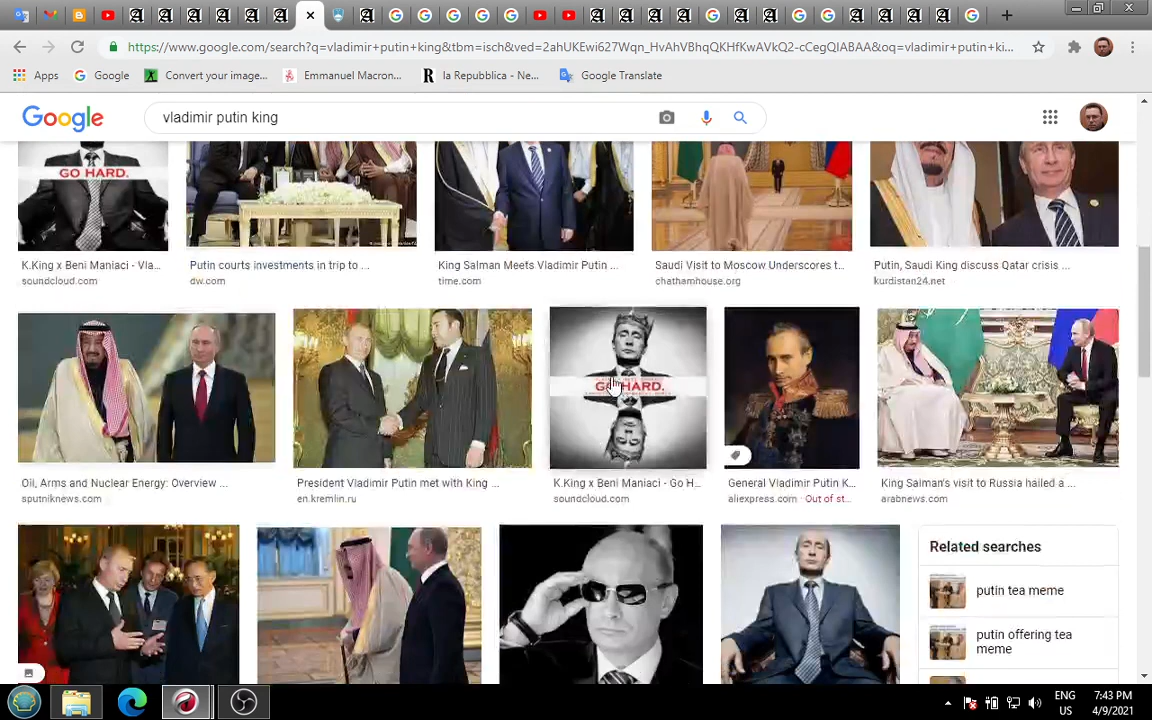 https://www.google.com/search?q=vladimir+putin+king&tbm=isch&ved=2ahUKEwi627Wqn_HvAhVBhqQKHfKwAVkQ2-cCegQIABAA&oq=vladimir+putin+ki...
Apps Google Convert your image... Emmanuel Macron... la Repubblica - Ne... Google Translate
Google vladimir putin king
GO HARD.
K.King x Beni Maniaci - Vla... Putin courts investments in trip to ... King Salman Meets Vladimir Putin ... Saudi Visit to Moscow Underscores t... Putin, Saudi King discuss Qatar crisis ...
soundcloud.com dw.com time.com chathamhouse.org kurdistan24.net
GO HARD.
Oil, Arms and Nuclear Energy: Overview ... President Vladimir Putin met with King ... K.King x Beni Maniaci - Go H... General Vladimir Putin K... King Salman's visit to Russia hailed a ...
sputniknews.com en.kremlin.ru soundcloud.com aliexpress.com · Out of st... arabnews.com
Related searches
putin tea meme
putin offering tea
meme
ENG 7:43 PM
US 4/9/2021